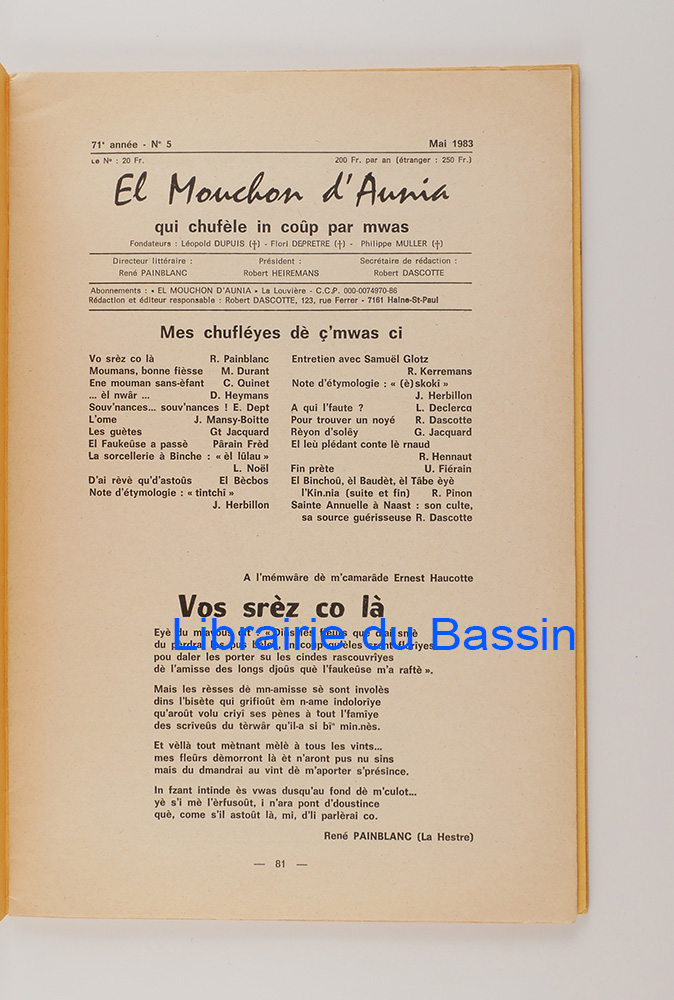 71e année - N° 5
Mai 1983
Le N° : 20 Fr.
200 Fr. par an (étranger : 250 Fr.)
El Mouchon d'Aunia
qui chufèle in coûp par mwas
Fondateurs : Léopold DUPUIS (†) - Flori DEPRETRE (†) - Philippe MULLER (†)
Directeur littéraire :
René PAINBLANC
Président :
Robert HEIREMANS
Secrétaire de rédaction :
Robert DASCOTTE
Abonnements : • EL MOUCHON D'AUNIA • La Louvière - C.C.P. 000-0074970-86
Rédaction et éditeur responsable : Robert DASCOTTE, 123, rue Ferrer - 7161 Haine-St-Paul
Mes chufléyes dè ç'mwas ci
Vo srèz co là R. Painblanc
Moumans, bonne fièsse M. Durant
Ene mouman sans-èfant C. Quinet
... èl nwâr ... D. Heymans
Souv'nances... souv'nances ! E. Dept
L'ome J. Mansy-Boitte
Les guètes Gt Jacquard
El Faukeûse a passè Pârain Frèd
La sorcellerie à Binche : « èl lûlau »
L. Noël
D'ai rèvè qu'd'astoûs El Bècbos
Note d'étymologie : « tintchi »
J. Herbillon
Entretien avec Samuël Glotz
R. Kerremans
Note d'étymologie : « (è)skoki »
J. Herbillon
A qui l'faute ? L. Declercq
Pour trouver un noyé R. Dascotte
Rèyon d'solêy G. Jacquard
El leù plédant conte lè rnaud
R. Hennaut
Fin prète U. Fiérain
El Binchoû, èl Baudèt, èl Tâbe èyè
l'Kin.nia (suite et fin) R. Pinon
Sainte Annuelle à Naast : son culte,
sa source guérisseuse R. Dascotte
A l'mémwâre dè m'camarâde Ernest Haucotte
Vos srèz co là
Librairie du Bassin
pou daler les porter su les cindes rascouvrîyes
dè l'amisse des longs djoûs què l'faukeûse m'a raftè ».
Mais les rèsses dè mn-amisse sè sont involès
dins l'bisète qui grifioût èm n-ame indolorîye
qu'aroût volu criyî ses pènes à tout l'famîye
des scriveûs du tèrwâr qu'il-a si bîn min.nès.
Et vèllà tout mètnant mèlè à tous les vints...
mes fleûrs dèmorront là èt n'aront pus nu sins
mais du dmandrai au vint dè m'aporter s'présince.
In fzant intinde ès vwas dusqu'au fond dè m'culot...
yè s'i mè l'èrfusoût, i n'ara pont d'doustince
què, come s'il astoût là, mi, d'li parlèrai co.
René PAINBLANC (La Hestre)
— 81 —